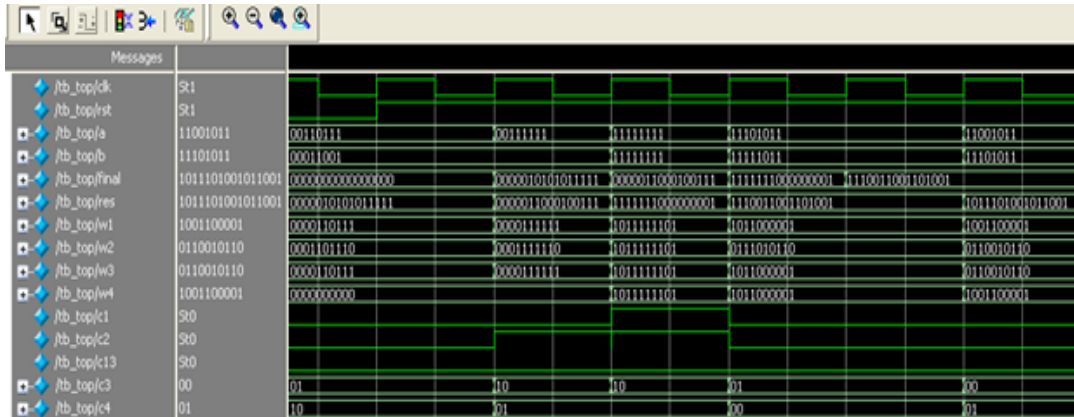 Messages
/tb_top/clk St1
/tb_top/rst St1
/tb_top/a 11001011 00110111 00111111 11111111 11101011 11001011
/tb_top/b 11101011 00011001 11111111 11111011 11101011
/tb_top/final 1011101001011001 0000000000000000 0000010101011111 0000011000100111 1111111000000001 1110011001101001
/tb_top/res 1011101001011001 0000010101011111 0000011000100111 1111111000000001 1110011001101001 1011101001011001
/tb_top/w1 1001100001 0000110111 0000111111 1011111101 1011000001 1001100001
/tb_top/w2 0110010110 0001101110 0001111110 1011111101 0111010110 0110010110
/tb_top/w3 0110010110 0000110111 0000111111 1011111101 1011000001 0110010110
/tb_top/w4 1001100001 0000000000 1011111101 1011000001 1001100001
/tb_top/c1 St0
/tb_top/c2 St0
/tb_top/c13 St0
/tb_top/c3 00 01 10 10 01 00
/tb_top/c4 01 10 01 00 01